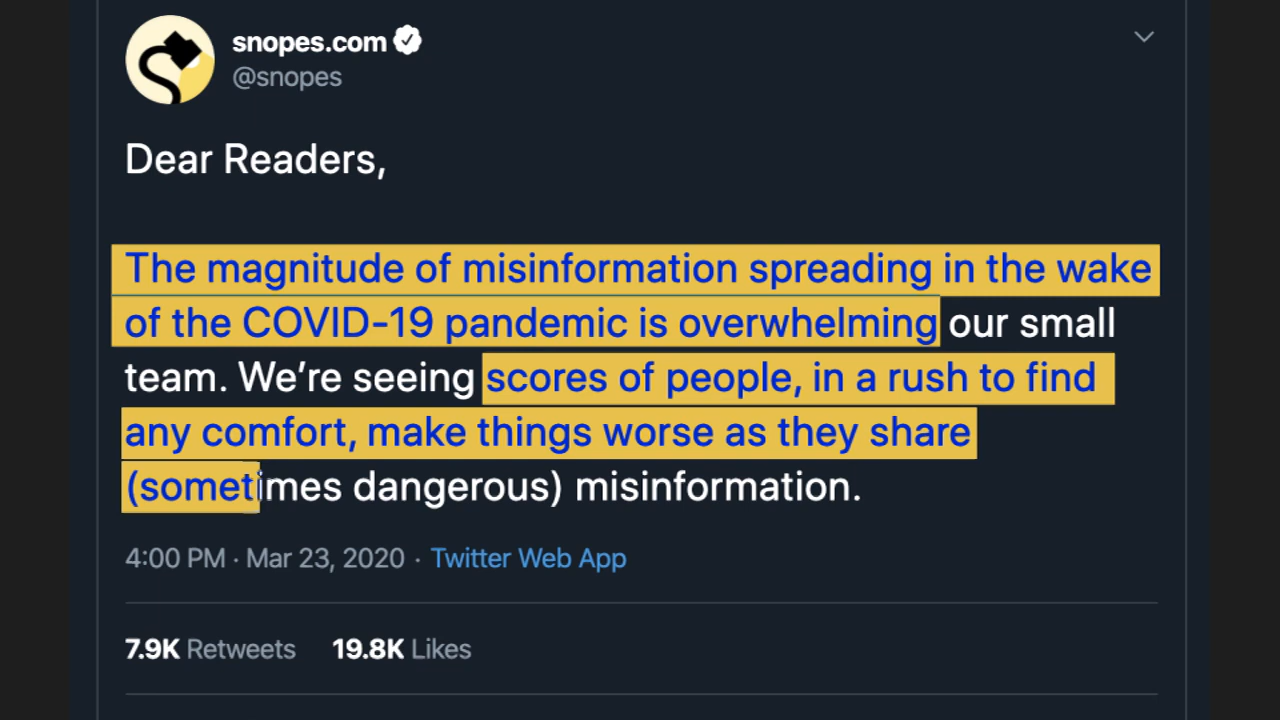 snopes.com
@snopes
Dear Readers,
The magnitude of misinformation spreading in the wake
of the COVID-19 pandemic is overwhelming our small
team. We’re seeing scores of people, in a rush to find
any comfort, make things worse as they share
(sometimes dangerous) misinformation.
4:00 PM · Mar 23, 2020 · Twitter Web App
7.9K Retweets 19.8K Likes